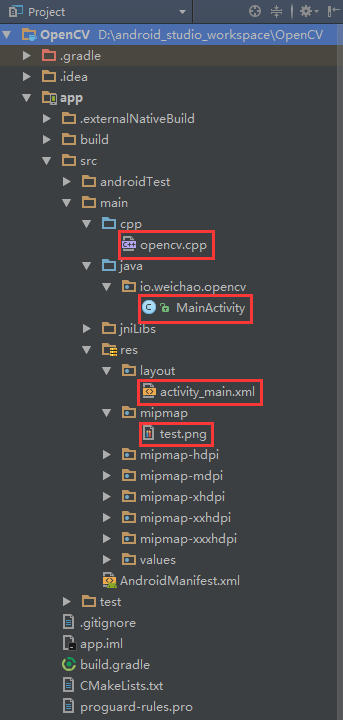 Project
OpenCV D:\android_studio_workspace\OpenCV
.gradle
.idea
app
.externalNativeBuild
build
src
androidTest
main
cpp
opencv.cpp
java
io.weichao.opencv
MainActivity
jniLibs
res
layout
activity_main.xml
mipmap
test.png
mipmap-hdpi
mipmap-mdpi
mipmap-xhdpi
mipmap-xxhdpi
mipmap-xxxhdpi
values
AndroidManifest.xml
test
.gitignore
app.iml
build.gradle
CMakeLists.txt
proguard-rules.pro